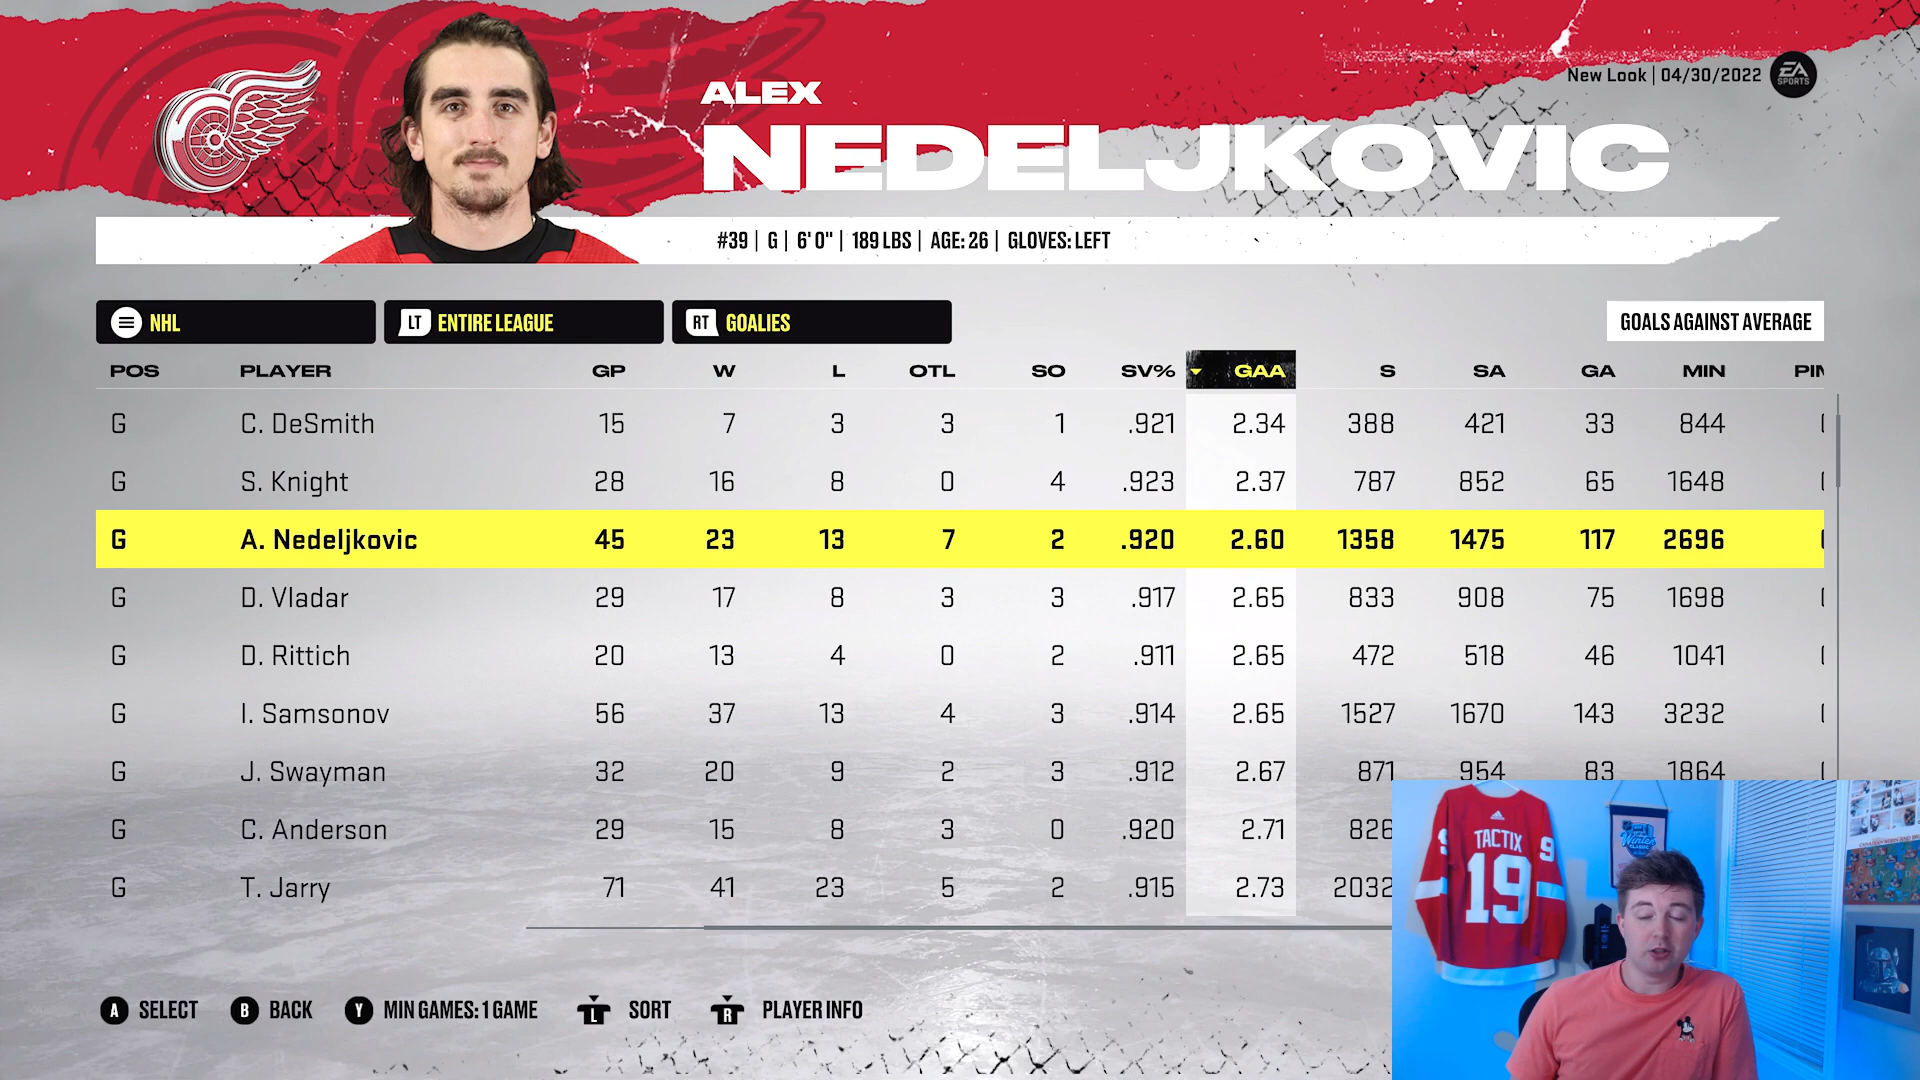 New Look | 04/30/2022
EA
SPORTS
ALEX
NEDELJKOVIC
#39 | G | 6' 0" | 189 LBS | AGE: 26 | GLOVES: LEFT
NHL LT ENTIRE LEAGUE RT GOALIES GOALS AGAINST AVERAGE
POS PLAYER GP W L OTL SO SV% GAA S SA GA MIN
G C. DeSmith 15 7 3 3 1 .921 2.34 388 421 33 844
G S. Knight 28 16 8 0 4 .923 2.37 787 852 65 1648
G A. Nedeljkovic 45 23 13 7 2 .920 2.60 1358 1475 117 2696
G D. Vladar 29 17 8 3 3 .917 2.65 833 908 75 1698
G D. Rittich 20 13 4 0 2 .911 2.65 472 518 46 1041
G I. Samsonov 56 37 13 4 3 .914 2.65 1527 1670 143 3232
G J. Swayman 32 20 9 2 3 .912 2.67 871 954 83 1864
G C. Anderson 29 15 8 3 0 .920 2.71 826
G T. Jarry 71 41 23 5 2 .915 2.73 2032
TACTIX
19
9
Winter
A SELECT B BACK Y MIN GAMES: 1 GAME L SORT R PLAYER INFO